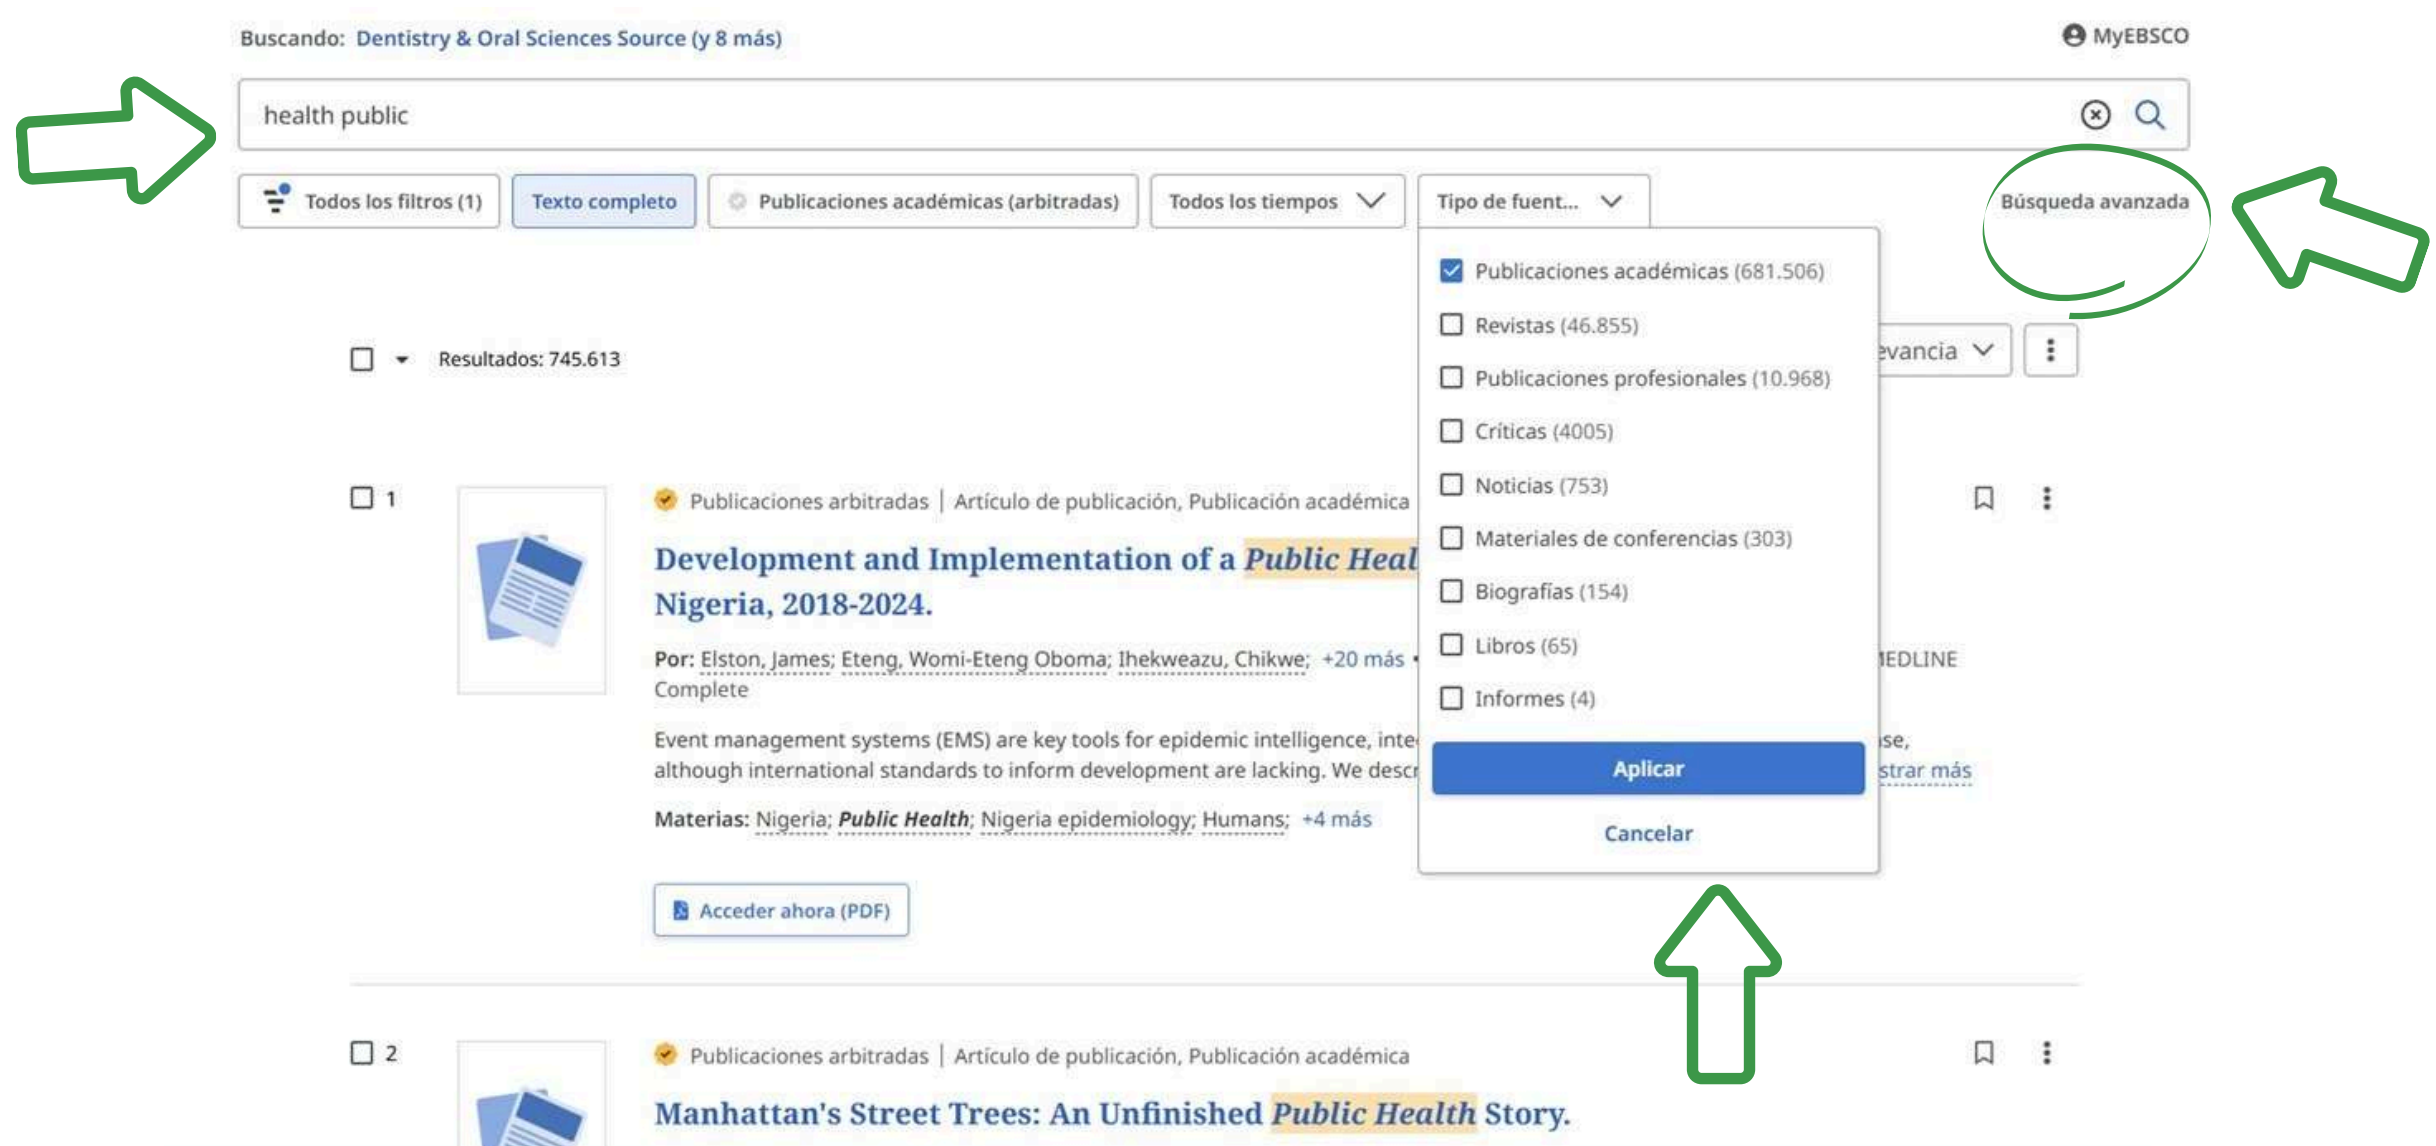 Buscando: Dentistry & Oral Sciences Source (y 8 más)
MyEBSCO
health public
Todos los filtros (1)
Texto completo
Publicaciones académicas (arbitradas)
Todos los tiempos
Tipo de fuent...
Búsqueda avanzada
Publicaciones académicas (681.506)
Revistas (46.855)
Publicaciones profesionales (10.968)
Críticas (4005)
Noticias (753)
Materiales de conferencias (303)
Biografías (154)
Libros (65)
Informes (4)
Aplicar
Cancelar
Resultados: 745.613
evancia
1
Publicaciones arbitradas | Artículo de publicación, Publicación académica
Development and Implementation of a Public Heal
Nigeria, 2018-2024.
Por: Elston, James; Eteng, Womi-Eteng Oboma; Ihekweazu, Chikwe; +20 más • EDLINE
Complete
Event management systems (EMS) are key tools for epidemic intelligence, inte se,
although international standards to inform development are lacking. We descr strar más
Materias: Nigeria; Public Health; Nigeria epidemiology; Humans; +4 más
Acceder ahora (PDF)
2
Publicaciones arbitradas | Artículo de publicación, Publicación académica
Manhattan's Street Trees: An Unfinished Public Health Story.